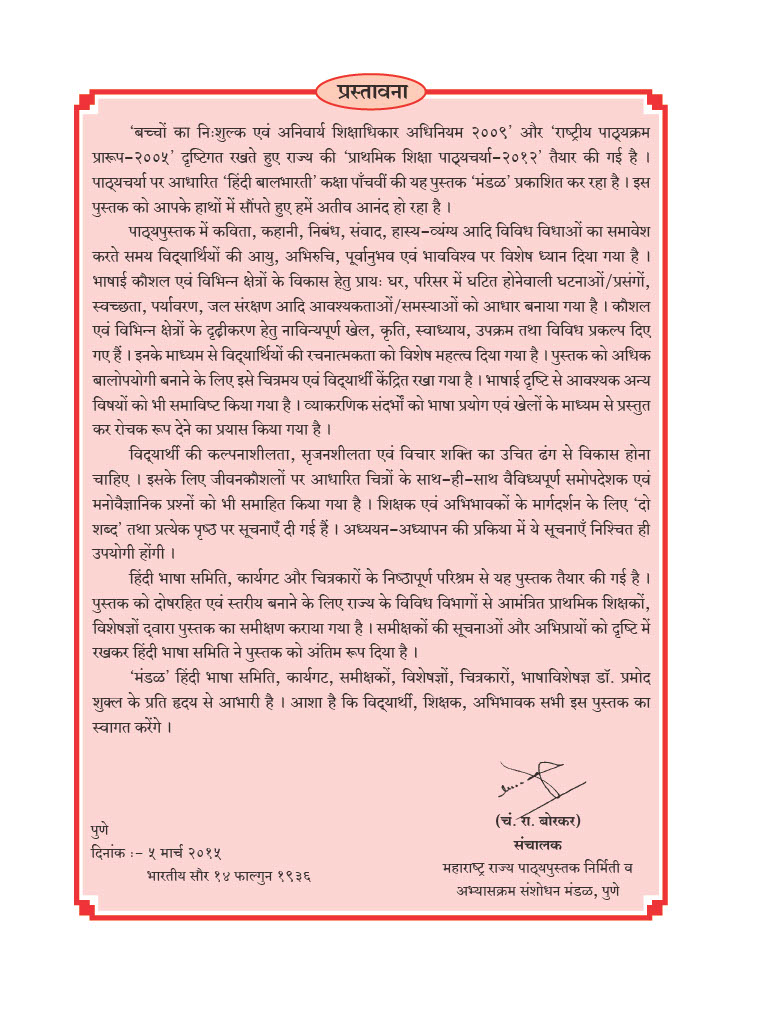 प्रस्तावना
‘बच्चों का निःशुल्क एवं अनिवार्य शिक्षाधिकार अधिनियम २००९’ और ‘राष्ट्रीय पाठ्यक्रम
प्रारूप-२००५’ दृष्टिगत रखते हुए राज्य की ‘प्राथमिक शिक्षा पाठ्यचर्या-२०१२’ तैयार की गई है ।
पाठ्यचर्या पर आधारित ‘हिंदी बालभारती’ कक्षा पाँचवीं की यह पुस्तक ‘मंडळ’ प्रकाशित कर रहा है । इस
पुस्तक को आपके हाथों में सौंपते हुए हमें अतीव आनंद हो रहा है ।
पाठ्यपुस्तक में कविता, कहानी, निबंध, संवाद, हास्य-व्यंग्य आदि विविध विधाओं का समावेश
करते समय विद्यार्थियों की आयु, अभिरुचि, पूर्वानुभव एवं भावविश्व पर विशेष ध्यान दिया गया है ।
भाषाई कौशल एवं विभिन्न क्षेत्रों के विकास हेतु प्रायः घर, परिसर में घटित होनेवाली घटनाओं/प्रसंगों,
स्वच्छता, पर्यावरण, जल संरक्षण आदि आवश्यकताओं/समस्याओं को आधार बनाया गया है । कौशल
एवं विभिन्न क्षेत्रों के दृढ़ीकरण हेतु नाविन्यपूर्ण खेल, कृति, स्वाध्याय, उपक्रम तथा विविध प्रकल्प दिए
गए हैं । इनके माध्यम से विद्यार्थियों की रचनात्मकता को विशेष महत्त्व दिया गया है । पुस्तक को अधिक
बालोपयोगी बनाने के लिए इसे चित्रमय एवं विद्यार्थी केंद्रित रखा गया है । भाषाई दृष्टि से आवश्यक अन्य
विषयों को भी समाविष्ट किया गया है । व्याकरणिक संदर्भों को भाषा प्रयोग एवं खेलों के माध्यम से प्रस्तुत
कर रोचक रूप देने का प्रयास किया गया है ।
विद्यार्थी की कल्पनाशीलता, सृजनशीलता एवं विचार शक्ति का उचित ढंग से विकास होना
चाहिए । इसके लिए जीवनकौशलों पर आधारित चित्रों के साथ-ही-साथ वैविध्यपूर्ण समोपदेशक एवं
मनोवैज्ञानिक प्रश्नों को भी समाहित किया गया है । शिक्षक एवं अभिभावकों के मार्गदर्शन के लिए ‘दो
शब्द’ तथा प्रत्येक पृष्ठ पर सूचनाएँ दी गई हैं । अध्ययन-अध्यापन की प्रकिया में ये सूचनाएँ निश्चित ही
उपयोगी होंगी ।
हिंदी भाषा समिति, कार्यगट और चित्रकारों के निष्ठापूर्ण परिश्रम से यह पुस्तक तैयार की गई है ।
पुस्तक को दोषरहित एवं स्तरीय बनाने के लिए राज्य के विविध विभागों से आमंत्रित प्राथमिक शिक्षकों,
विशेषज्ञों द्वारा पुस्तक का समीक्षण कराया गया है । समीक्षकों की सूचनाओं और अभिप्रायों को दृष्टि में
रखकर हिंदी भाषा समिति ने पुस्तक को अंतिम रूप दिया है ।
‘मंडळ’ हिंदी भाषा समिति, कार्यगट, समीक्षकों, विशेषज्ञों, चित्रकारों, भाषाविशेषज्ञ डॉ. प्रमोद
शुक्ल के प्रति हृदय से आभारी है । आशा है कि विद्यार्थी, शिक्षक, अभिभावक सभी इस पुस्तक का
स्वागत करेंगे ।
(चं. रा. बोरकर)
संचालक
महाराष्ट्र राज्य पाठ्यपुस्तक निर्मिती व
अभ्यासक्रम संशोधन मंडळ, पुणे
पुणे
दिनांक :- ५ मार्च २०१५
भारतीय सौर १४ फाल्गुन १९३६